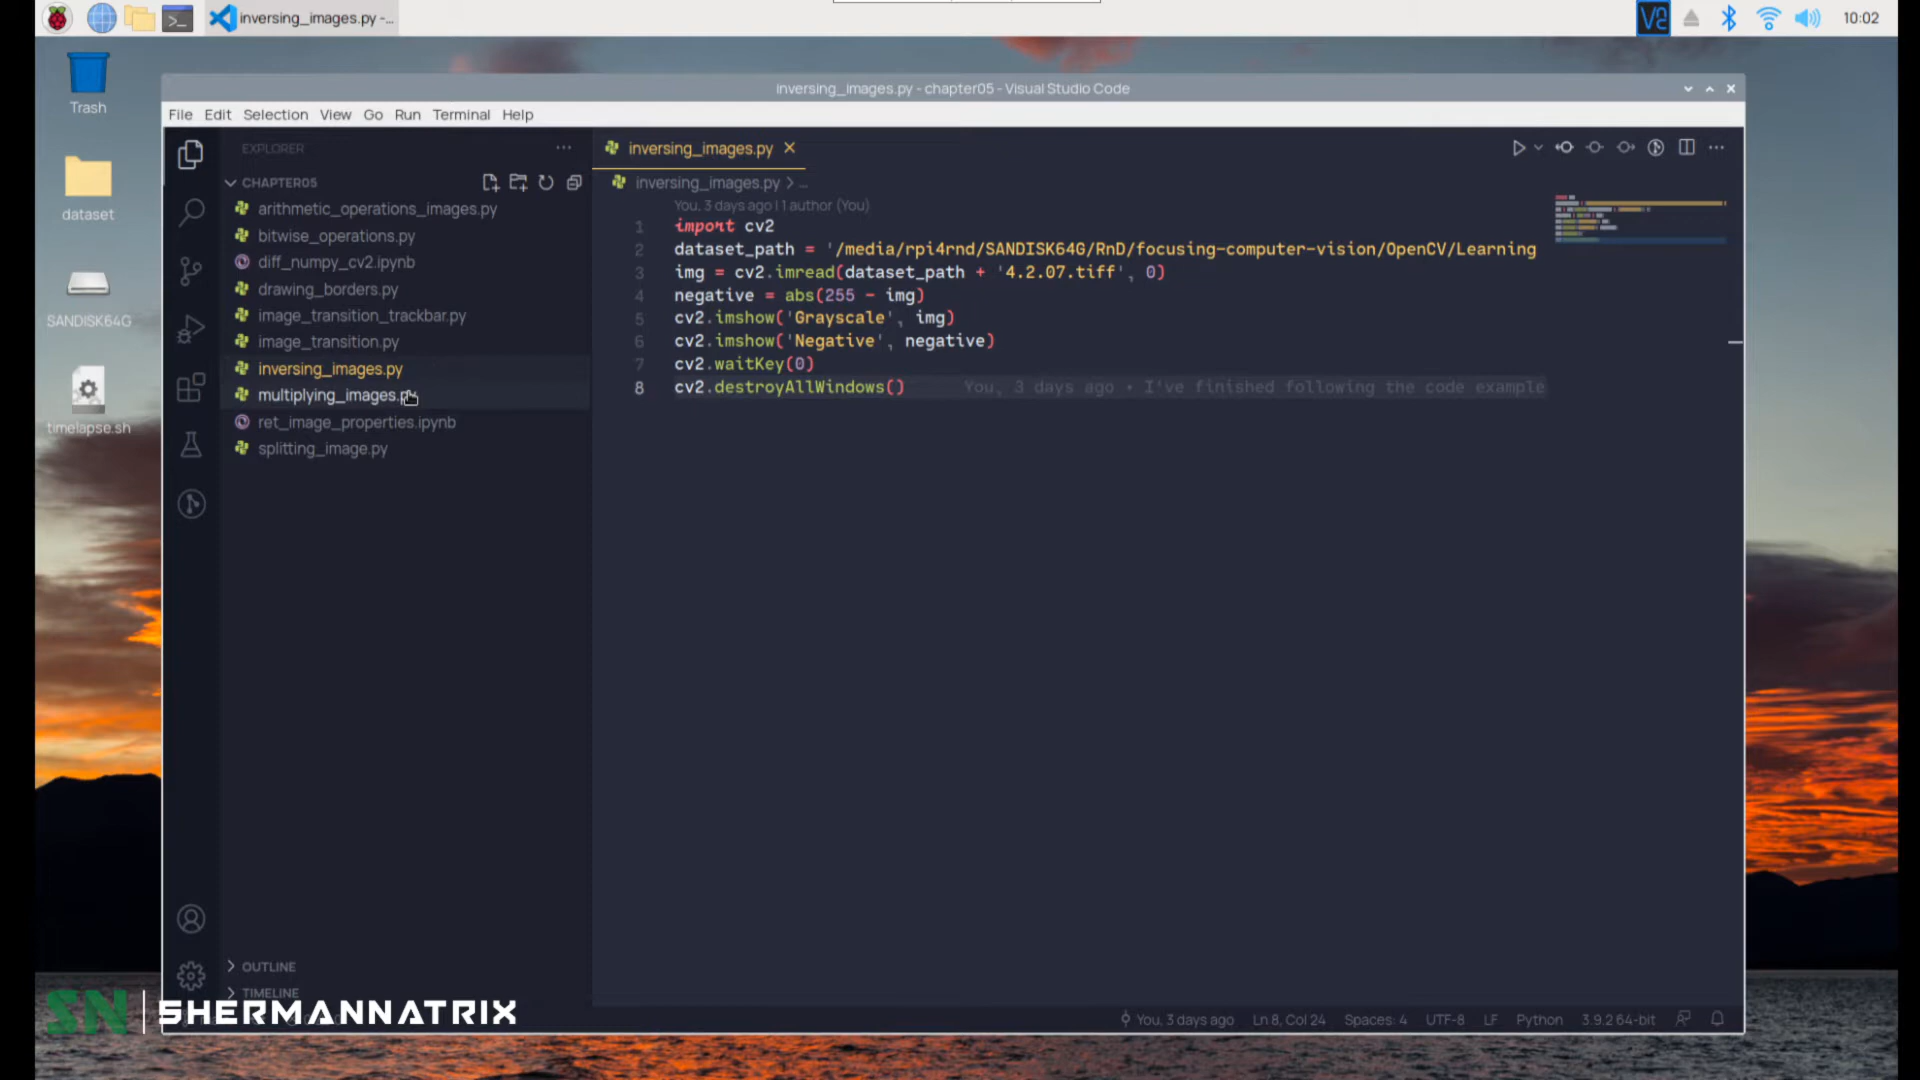 inversing_images.py -...
10:02
Trash
dataset
SANDISK64G
timelapse.sh
inversing_images.py - chapter05 - Visual Studio Code
File Edit Selection View Go Run Terminal Help
EXPLORER
CHAPTER05
arithmetic_operations_images.py
bitwise_operations.py
diff_numpy_cv2.ipynb
drawing_borders.py
image_transition_trackbar.py
image_transition.py
inversing_images.py
multiplying_images.py
ret_image_properties.ipynb
splitting_image.py
OUTLINE
TIMELINE
inversing_images.py
inversing_images.py > ...
You, 3 days ago | 1 author (You)
1 import cv2
2 dataset_path = '/media/rpi4rnd/SANDISK64G/RnD/focusing-computer-vision/OpenCV/Learning
3 img = cv2.imread(dataset_path + '4.2.07.tiff', 0)
4 negative = abs(255 - img)
5 cv2.imshow('Grayscale', img)
6 cv2.imshow('Negative', negative)
7 cv2.waitKey(0)
8 cv2.destroyAllWindows() You, 3 days ago • I've finished following the code example
You, 3 days ago Ln 8, Col 24 Spaces: 4 UTF-8 LF Python 3.9.2 64-bit
SN | SHERMANNATRIX